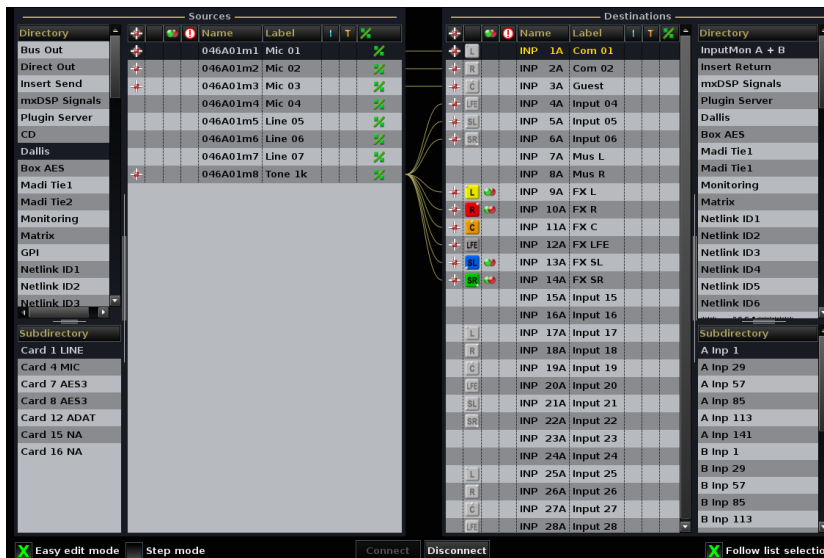 Sources
Destinations
Directory
Bus Out
Direct Out
Insert Send
mxDSP Signals
Plugin Server
CD
Dallis
Box AES
Madi Tie1
Madi Tie2
Monitoring
Matrix
GPI
Netlink ID1
Netlink ID2
Netlink ID3
Subdirectory
Card 1 LINE
Card 4 MIC
Card 7 AES3
Card 8 AES3
Card 12 ADAT
Card 15 NA
Card 16 NA
Name Label I T
046A01m1 Mic 01
046A01m2 Mic 02
046A01m3 Mic 03
046A01m4 Mic 04
046A01m5 Line 05
046A01m6 Line 06
046A01m7 Line 07
046A01m8 Tone 1k
Name Label I T
L INP 1A Com 01
R INP 2A Com 02
C INP 3A Guest
LFE INP 4A Input 04
SL INP 5A Input 05
SR INP 6A Input 06
INP 7A Mus L
INP 8A Mus R
L INP 9A FX L
R INP 10A FX R
C INP 11A FX C
LFE INP 12A FX LFE
SL INP 13A FX SL
SR INP 14A FX SR
INP 15A Input 15
INP 16A Input 16
L INP 17A Input 17
R INP 18A Input 18
C INP 19A Input 19
LFE INP 20A Input 20
SL INP 21A Input 21
SR INP 22A Input 22
INP 23A Input 23
INP 24A Input 24
L INP 25A Input 25
R INP 26A Input 26
C INP 27A Input 27
LFE INP 28A Input 28
Directory
InputMon A + B
Insert Return
mxDSP Signals
Plugin Server
Dallis
Box AES
Madi Tie1
Madi Tie1
Monitoring
Matrix
Netlink ID1
Netlink ID2
Netlink ID3
Netlink ID4
Netlink ID5
Netlink ID6
Subdirectory
A Inp 1
A Inp 29
A Inp 57
A Inp 85
A Inp 113
A Inp 141
B Inp 1
B Inp 29
B Inp 57
B Inp 85
B Inp 113
X Easy edit mode Step mode Connect Disconnect X Follow list selectio